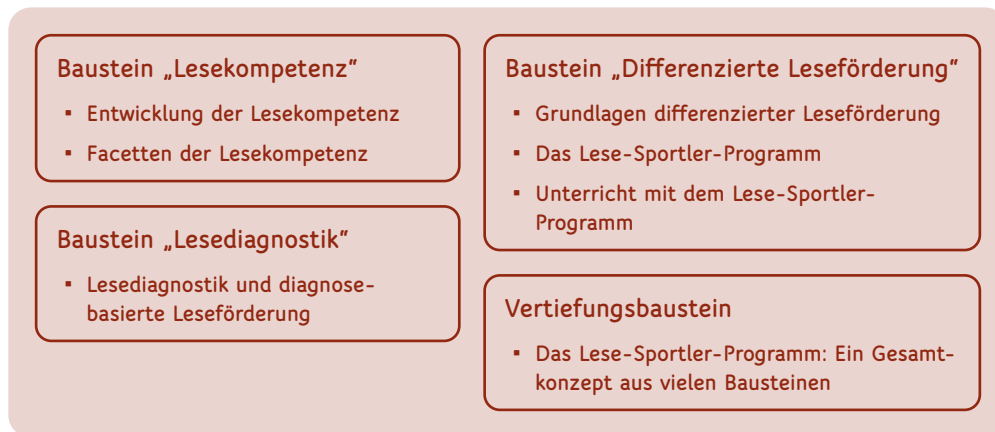 Baustein „Lesekompetenz“
▪ Entwicklung der Lesekompetenz
▪ Facetten der Lesekompetenz
Baustein „Lesediagnostik“
▪ Lesediagnostik und diagnose-
basierte Leseförderung
Baustein „Differenzierte Leseförderung“
▪ Grundlagen differenzierter Leseförderung
▪ Das Lese-Sportler-Programm
▪ Unterricht mit dem Lese-Sportler-
Programm
Vertiefungsbaustein
▪ Das Lese-Sportler-Programm: Ein Gesamt-
konzept aus vielen Bausteinen